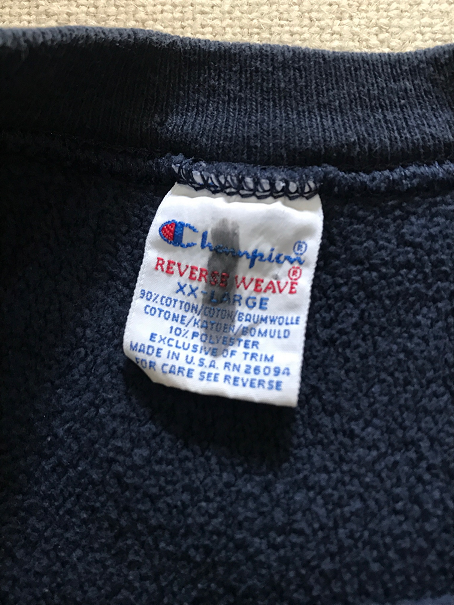 Champion®
REVERSE WEAVE®
XX-LARGE
90% COTTON/COTON/BAUMWOLLE
COTONE/KATOEN/BOMULD
10% POLYESTER
EXCLUSIVE OF TRIM
MADE IN U.S.A. RN 26094
FOR CARE SEE REVERSE